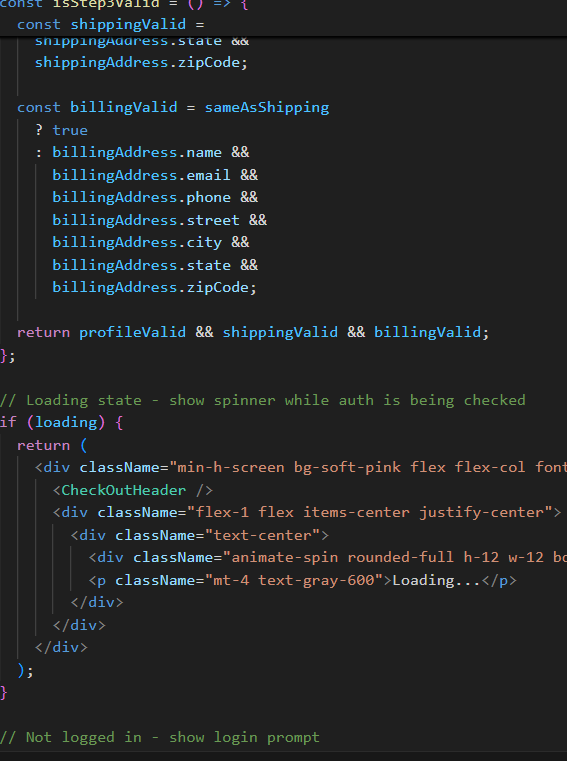 const isStep3Valid = () => {
const shippingValid =
shippingAddress.state &&
shippingAddress.zipCode;
const billingValid = sameAsShipping
? true
: billingAddress.name &&
billingAddress.email &&
billingAddress.phone &&
billingAddress.street &&
billingAddress.city &&
billingAddress.state &&
billingAddress.zipCode;
return profileValid && shippingValid && billingValid;
};
// Loading state - show spinner while auth is being checked
if (loading) {
return (
<div className="min-h-screen bg-soft-pink flex flex-col font
<CheckOutHeader />
<div className="flex-1 flex items-center justify-center">
<div className="text-center">
<div className="animate-spin rounded-full h-12 w-12 bo
<p className="mt-4 text-gray-600">Loading...</p>
</div>
</div>
</div>
);
}
// Not logged in - show login prompt